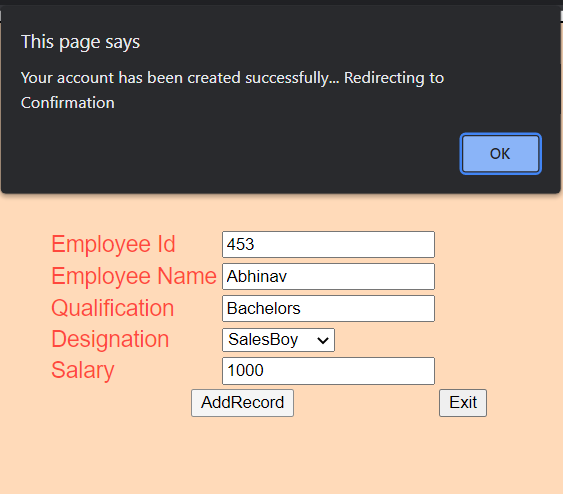 This page says
Your account has been created successfully... Redirecting to
Confirmation
OK
Employee Id 453
Employee Name Abhinav
Qualification Bachelors
Designation SalesBoy
Salary 1000
AddRecord Exit